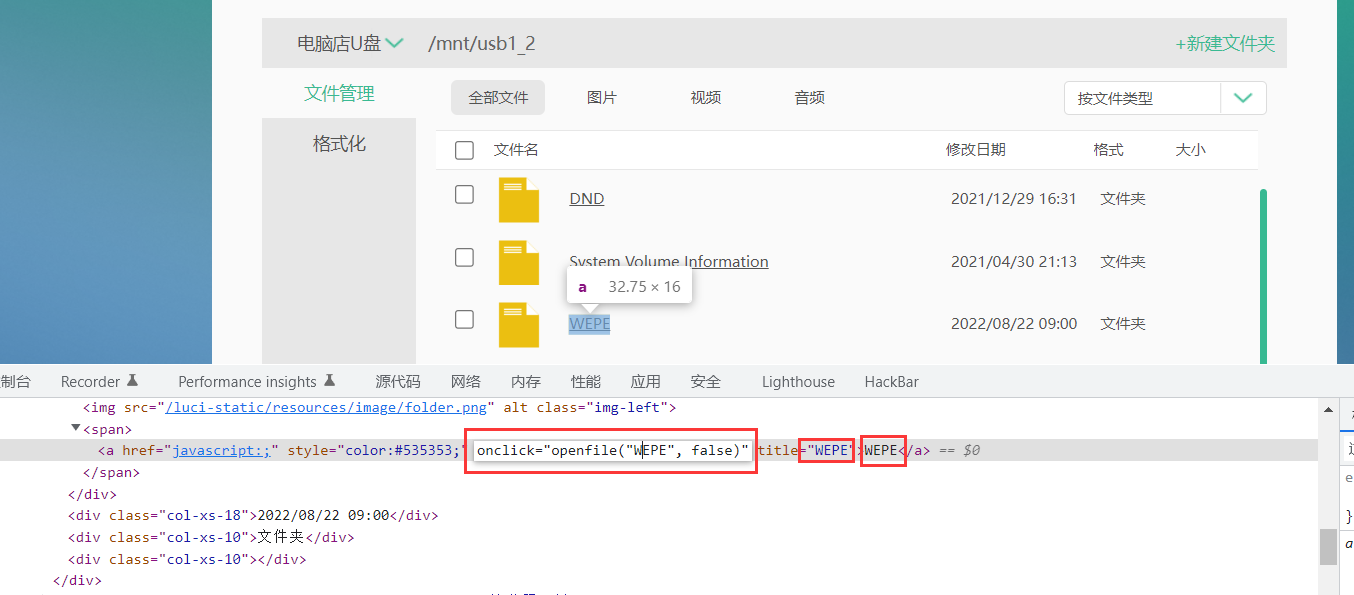 电脑店U盘 /mnt/usb1_2 +新建文件夹
文件管理 全部文件 图片 视频 音频 按文件类型
格式化
文件名 修改日期 格式 大小
DND 2021/12/29 16:31 文件夹
System Volume Information 2021/04/30 21:13 文件夹
a 32.75 × 16
WEPE 2022/08/22 09:00 文件夹
制台 Recorder Performance insights 源代码 网络 内存 性能 应用 安全 Lighthouse HackBar
<img src="/luci-static/resources/image/folder.png" alt class="img-left">
<span>
<a href="javascript:;" style="color:#535353;" onclick="openfile("WEPE", false)" title="WEPE">WEPE</a> == $0
</span>
</div>
<div class="col-xs-18">2022/08/22 09:00</div>
<div class="col-xs-10">文件夹</div>
<div class="col-xs-10"></div>
</div>
e
}
a